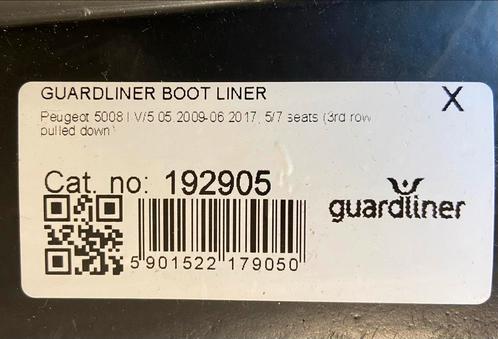 GUARDLINER BOOT LINER
X
Peugeot 5008 I V/5 05.2009-06.2017, 5/7 seats (3rd row
pulled down)
Cat. no: 192905
guardliner
5 901522 179050